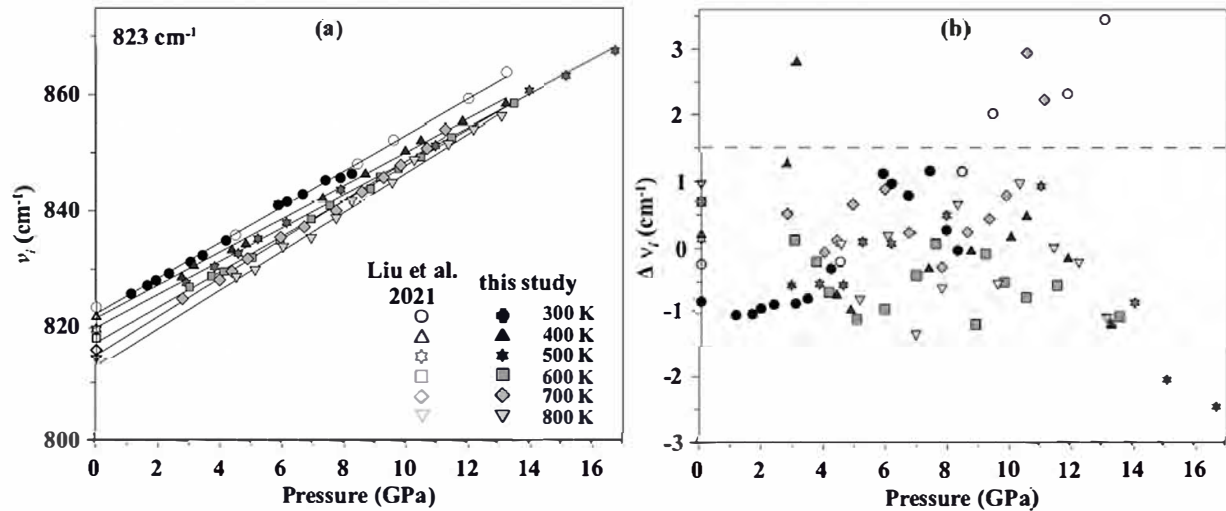 823 cm⁻¹
(a)
νᵢ (cm⁻¹)
860
840
820
800
0
2
4
6
8
10
12
14
16
Pressure (GPa)
Liu et al.
2021
this study
300 K
400 K
500 K
600 K
700 K
800 K
(b)
Δ νᵢ (cm⁻¹)
3
2
1
0
-1
-2
-3
0
2
4
6
8
10
12
14
16
Pressure (GPa)